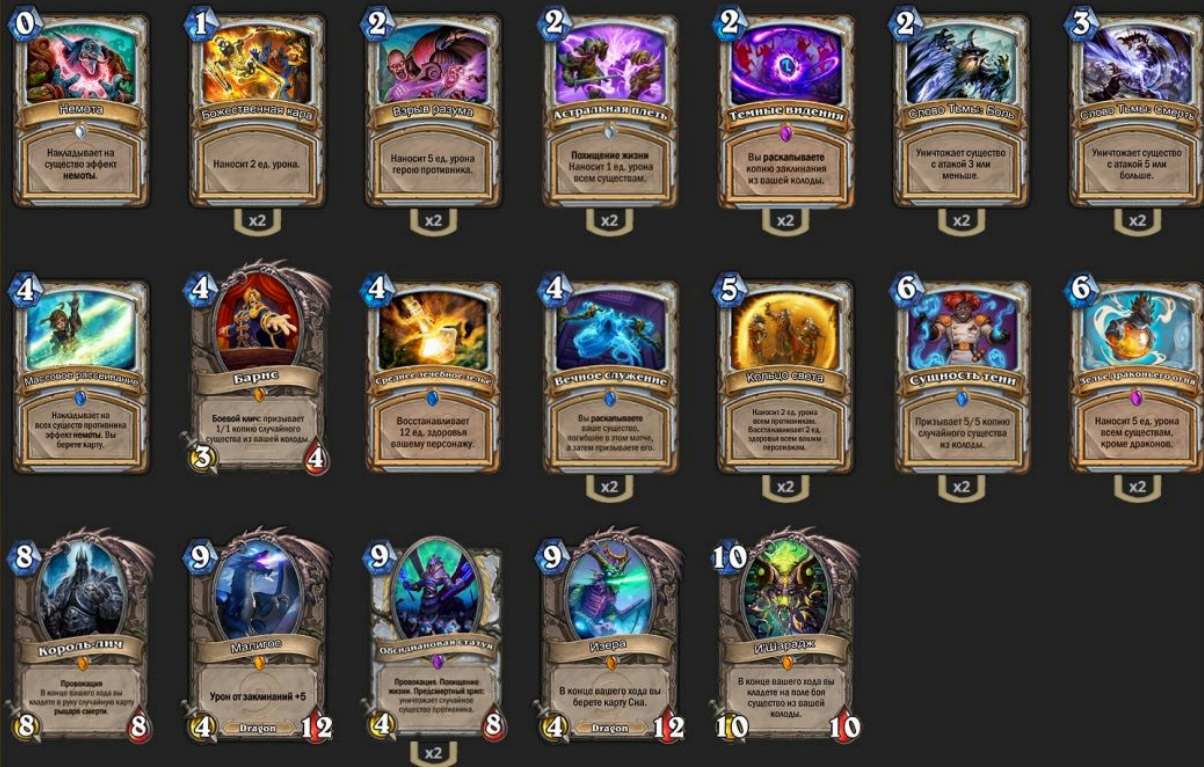 0
Немота
Накладывает на
существо эффект
немоты.
1
Божественная кара
Наносит 2 ед. урона.
x2
2
Взрыв разума
Наносит 5 ед. урона
герою противника.
x2
2
Астральная плеть
Похищение жизни
Наносит 1 ед. урона
всем существам.
x2
2
Темные видения
Вы раскапываете
копию заклинания
из вашей колоды.
x2
2
Слово Тьмы: Боль
Уничтожает существо
с атакой 3 или
меньше.
x2
3
Слово Тьмы: Смерть
Уничтожает существо
с атакой 5 или
больше.
x2
4
Массовое рассеивание
Накладывает на
всех существ противника
эффект немоты. Вы
берете карту.
4
Барнс
Боевой клич: призывает
1/1 копию случайного
существа из вашей колоды.
3
4
4
Среднее лечебное зелье
Восстанавливает
12 ед. здоровья
вашему персонажу.
4
Вечное служение
Вы раскапываете
ваше существо,
погибшее в этом матче,
а затем призываете его.
x2
5
Кольцо света
Наносит 2 ед. урона
всем противникам.
Восстанавливает 2 ед.
здоровья всем вашим
персонажам.
x2
6
Сущность тени
Призывает 5/5 копию
случайного существа
из колоды.
x2
6
Зелье драконьего огня
Наносит 5 ед. урона
всем существам,
кроме драконов.
x2
8
Король-лич
Провокация
В конце вашего хода вы
кладете в руку случайную карту
рыцаря смерти.
8
8
9
Малигос
Урон от заклинаний +5
4
Dragon
12
9
Обсидиановая статуя
Провокация. Похищение
жизни. Предсмертный хрип:
уничтожает случайное
существо противника.
4
8
x2
9
Изера
В конце вашего хода вы
берете карту Сна.
4
Dragon
12
10
И'Шарадж
В конце вашего хода вы
кладете на поле боя
существо из вашей
колоды.
10
10